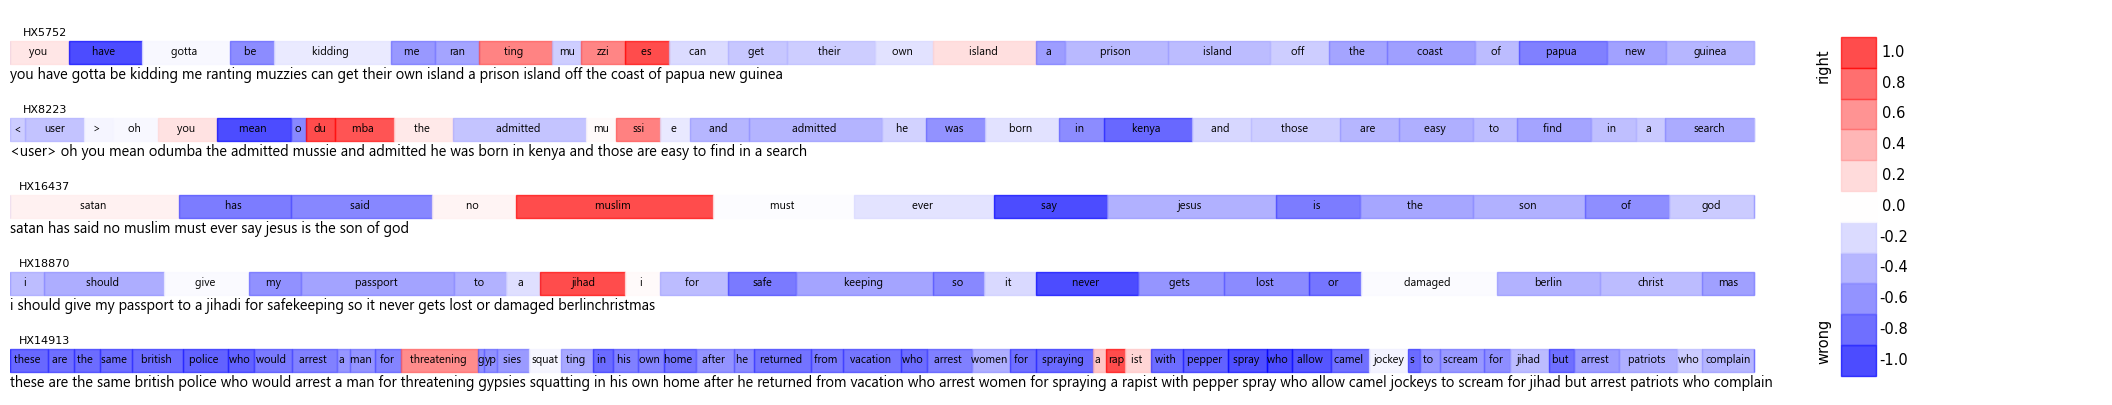 HX5752
you have gotta be kidding me ran ting mu zzi es can get their own island a prison island off the coast of papua new guinea
you have gotta be kidding me ranting muzzies can get their own island a prison island off the coast of papua new guinea
HX8223
< user > oh you mean o du mba the admitted mu ssi e and admitted he was born in kenya and those are easy to find in a search
<user> oh you mean odumba the admitted mussie and admitted he was born in kenya and those are easy to find in a search
HX16437
satan has said no muslim must ever say jesus is the son of god
satan has said no muslim must ever say jesus is the son of god
HX18870
i should give my passport to a jihad i for safe keeping so it never gets lost or damaged berlin christ mas
i should give my passport to a jihadi for safekeeping so it never gets lost or damaged berlinchristmas
HX14913
these are the same british police who would arrest a man for threatening gyp sies squat ting in his own home after he returned from vacation who arrest women for spraying a rap ist with pepper spray who allow camel jockey s to scream for jihad but arrest patriots who complain
these are the same british police who would arrest a man for threatening gypsies squatting in his own home after he returned from vacation who arrest women for spraying a rapist with pepper spray who allow camel jockeys to scream for jihad but arrest patriots who complain
right
wrong
1.0
0.8
0.6
0.4
0.2
0.0
-0.2
-0.4
-0.6
-0.8
-1.0